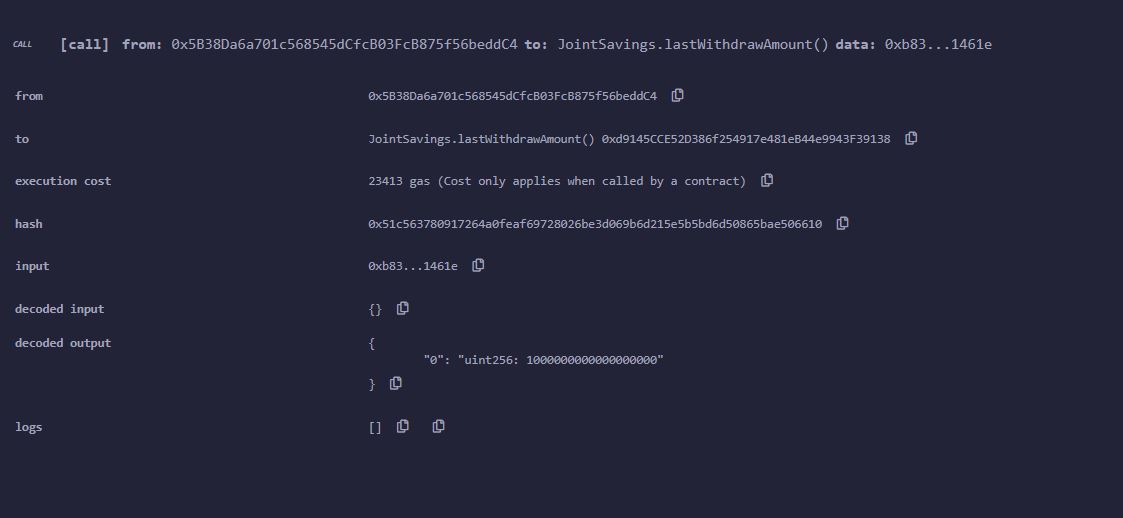 CALL [call] from: 0x5B38Da6a701c568545dCfcB03FcB875f56beddC4 to: JointSavings.lastWithdrawAmount() data: 0xb83...1461e
from 0x5B38Da6a701c568545dCfcB03FcB875f56beddC4
to JointSavings.lastWithdrawAmount() 0xd9145CCE52D386f254917e481eB44e9943F39138
execution cost 23413 gas (Cost only applies when called by a contract)
hash 0x51c563780917264a0feaf69728026be3d069b6d215e5b5bd6d50865bae506610
input 0xb83...1461e
decoded input {}
decoded output {
"0": "uint256: 1000000000000000000"
}
logs []